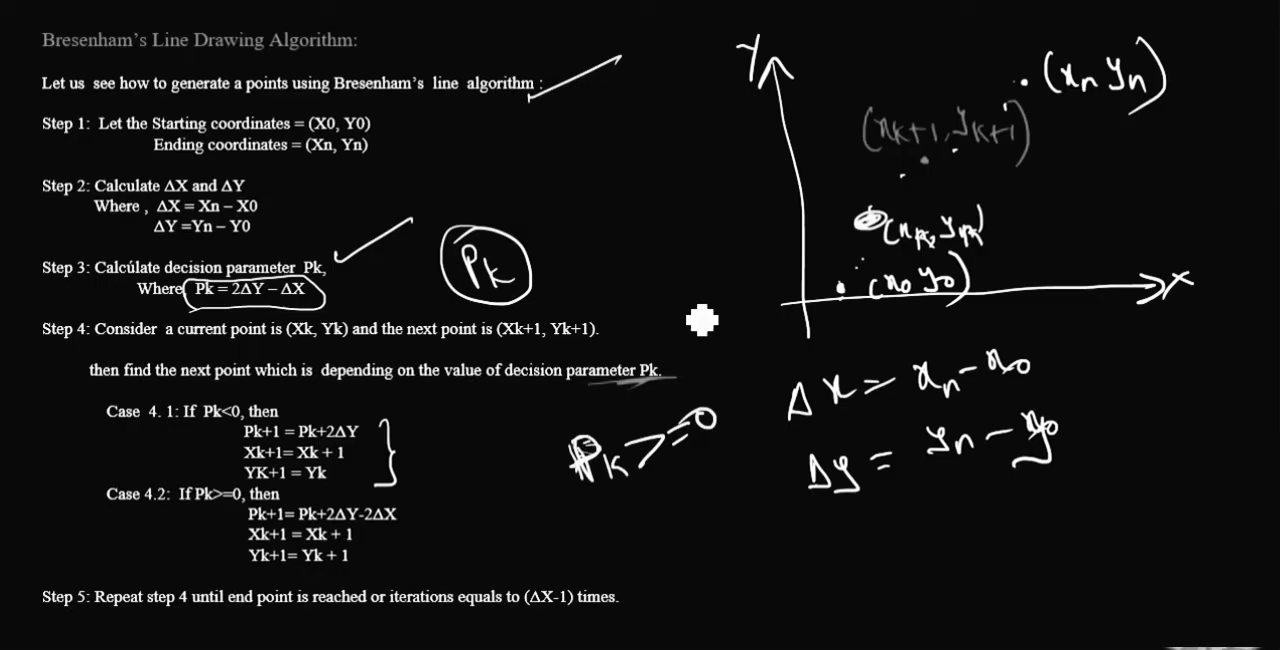 Bresenham's Line Drawing Algorithm:
Let us see how to generate a points using Bresenham's line algorithm :
Step 1: Let the Starting coordinates = (X0, Y0)
Ending coordinates = (Xn, Yn)
Step 2: Calculate ΔX and ΔY
Where , ΔX = Xn – X0
ΔY =Yn – Y0
Step 3: Calculate decision parameter Pk,
Where Pk = 2ΔY – ΔX
Step 4: Consider a current point is (Xk, Yk) and the next point is (Xk+1, Yk+1).
then find the next point which is depending on the value of decision parameter Pk.
Case 4. 1: If Pk<0, then
Pk+1 = Pk+2ΔY
Xk+1= Xk + 1
YK+1 = Yk
Case 4.2: If Pk>=0, then
Pk+1= Pk+2ΔY-2ΔX
Xk+1 = Xk + 1
Yk+1= Yk + 1
Step 5: Repeat step 4 until end point is reached or iterations equals to (ΔX-1) times.
Pk
Pk >=0
Y
(xn yn)
(xk+1, yk+1)
(xk, yk)
(x0 y0)
X
Δx = xn - x0
Δy = yn - y0